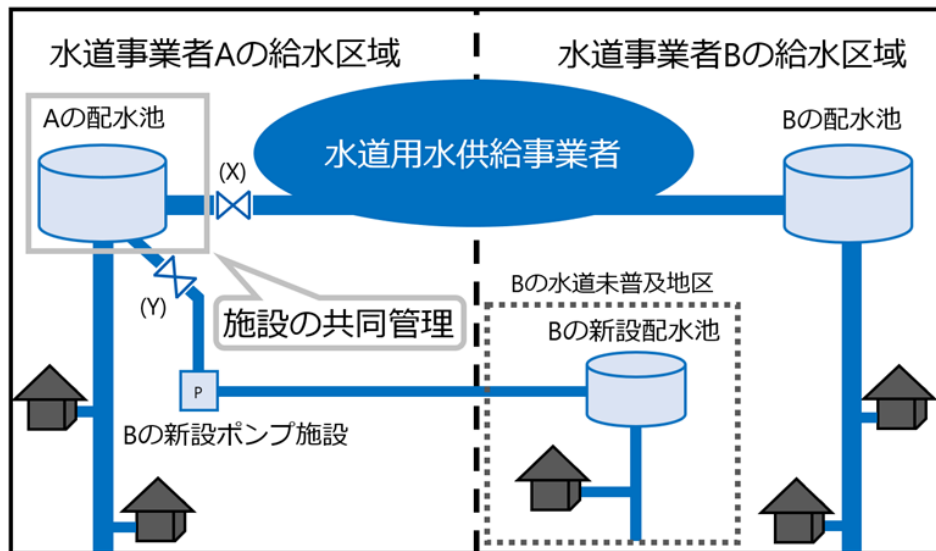 水道事業者Aの給水区域
水道事業者Bの給水区域
Aの配水池
Bの配水池
水道用水供給事業者
(X)
(Y)
施設の共同管理
Bの水道未普及地区
Bの新設配水池
P
Bの新設ポンプ施設